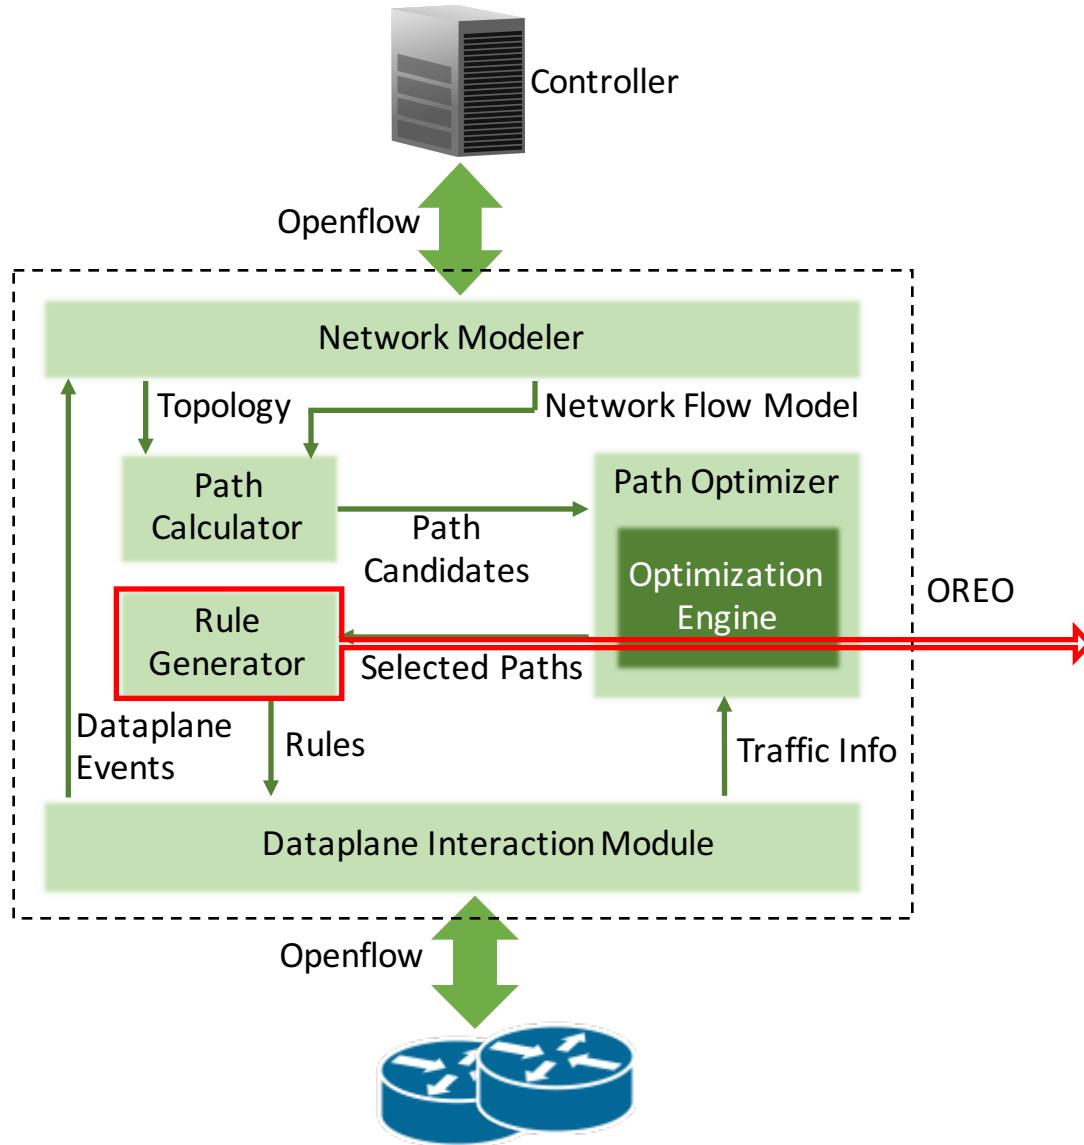 Controller
Openflow
Network Modeler
Topology
Network Flow Model
Path
Calculator
Path
Candidates
Path Optimizer
Optimization
Engine
OREO
Rule
Generator
Selected Paths
Dataplane
Events
Rules
Traffic Info
Dataplane Interaction Module
Openflow